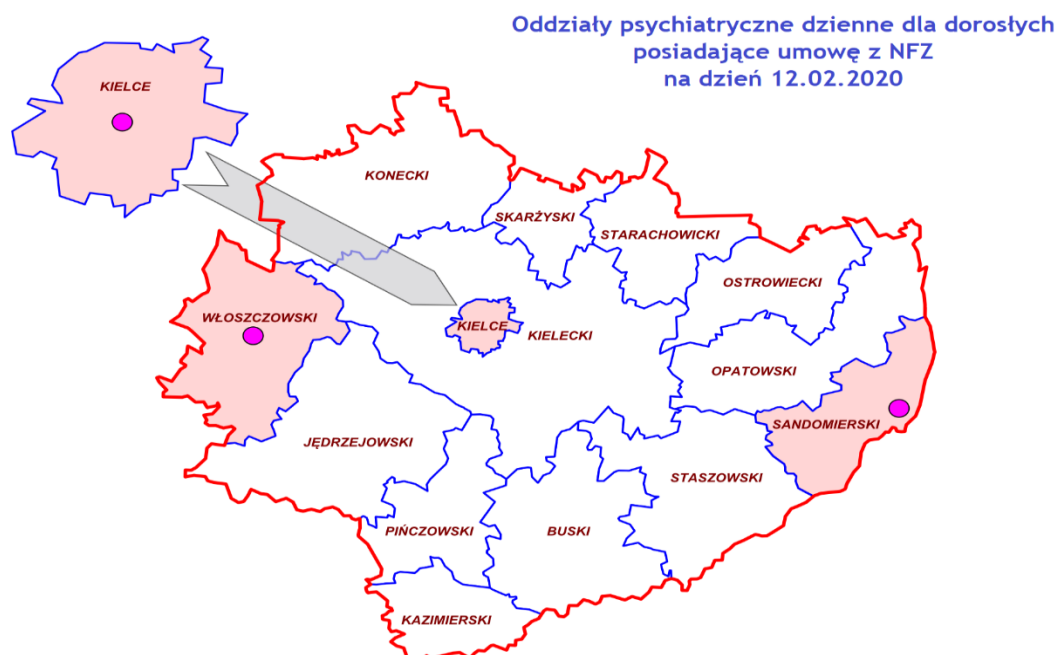 Oddziały psychiatryczne dzienne dla dorosłych
posiadające umowę z NFZ
na dzień 12.02.2020
KIELCE
KONECKI
SKARŻYSKI
STARACHOWICKI
OSTROWIECKI
WŁOSZCZOWSKI
KIELCE
KIELECKI
OPATOWSKI
SANDOMIERSKI
JĘDRZEJOWSKI
STASZOWSKI
PIŃCZOWSKI
BUSKI
KAZIMIERSKI